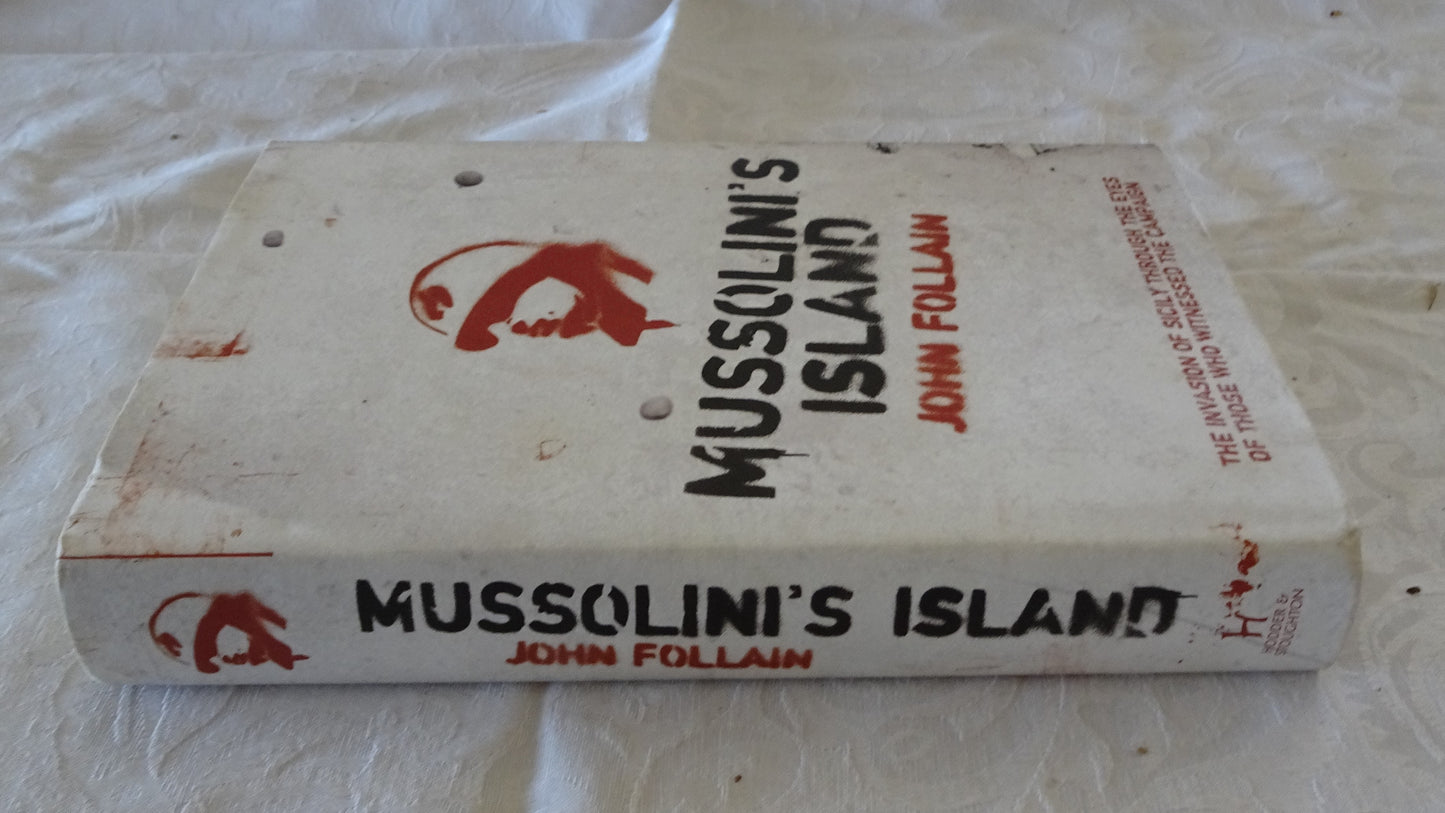 MUSSOLINI'S
ISLAND
JOHN FOLLAIN
THE INVASION OF SICILY THROUGH THE EYES
OF THOSE WHO WITNESSED THE CAMPAIGN
MUSSOLINI'S ISLAND
JOHN FOLLAIN
HODDER &
STOUGHTON